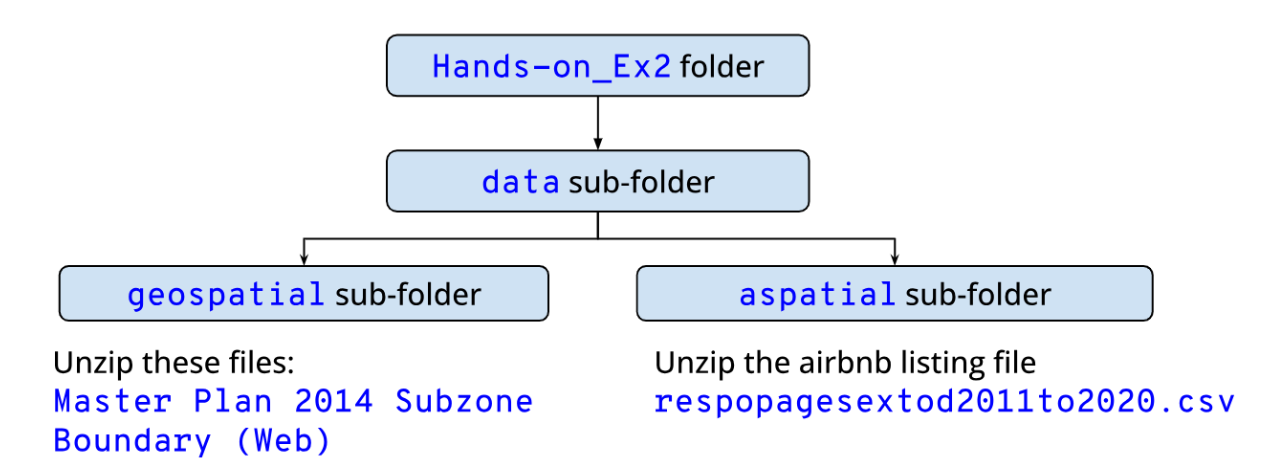 Hands-on_Ex2 folder
data sub-folder
geospatial sub-folder
aspatial sub-folder
Unzip these files:
Master Plan 2014 Subzone
Boundary (Web)
Unzip the airbnb listing file
respopagesextod2011to2020.csv